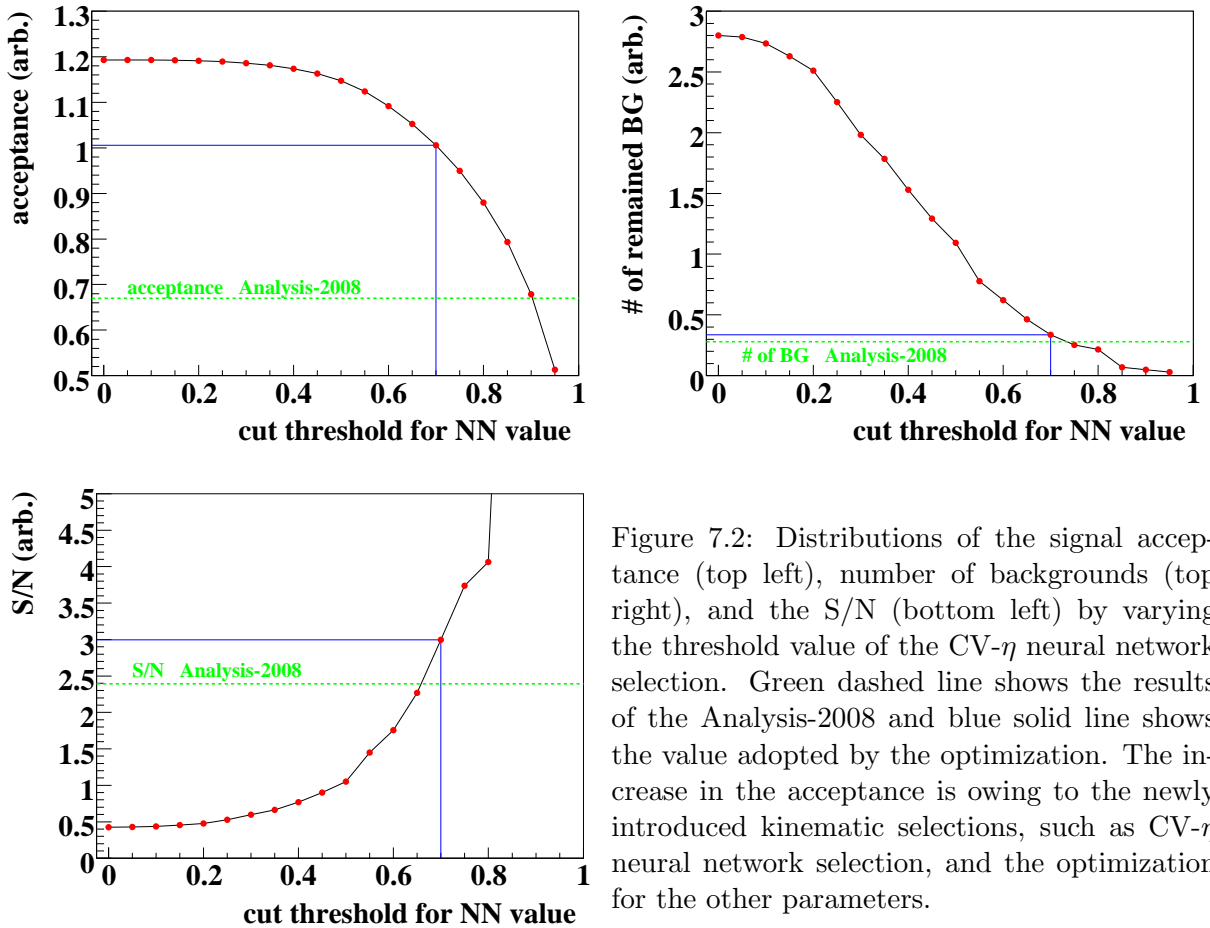 acceptance (arb.)
1.3
1.2
1.1
1
0.9
0.8
0.7
0.6
0.5
acceptance Analysis-2008
0 0.2 0.4 0.6 0.8 1
cut threshold for NN value
# of remained BG (arb.)
3
2.5
2
1.5
1
0.5
0
# of BG Analysis-2008
0 0.2 0.4 0.6 0.8 1
cut threshold for NN value
S/N (arb.)
5
4.5
4
3.5
3
2.5
2
1.5
1
0.5
0
S/N Analysis-2008
0 0.2 0.4 0.6 0.8 1
cut threshold for NN value
Figure 7.2: Distributions of the signal accep-
tance (top left), number of backgrounds (top
right), and the S/N (bottom left) by varying
the threshold value of the CV-η neural network
selection. Green dashed line shows the results
of the Analysis-2008 and blue solid line shows
the value adopted by the optimization. The in-
crease in the acceptance is owing to the newly
introduced kinematic selections, such as CV-η
neural network selection, and the optimization
for the other parameters.